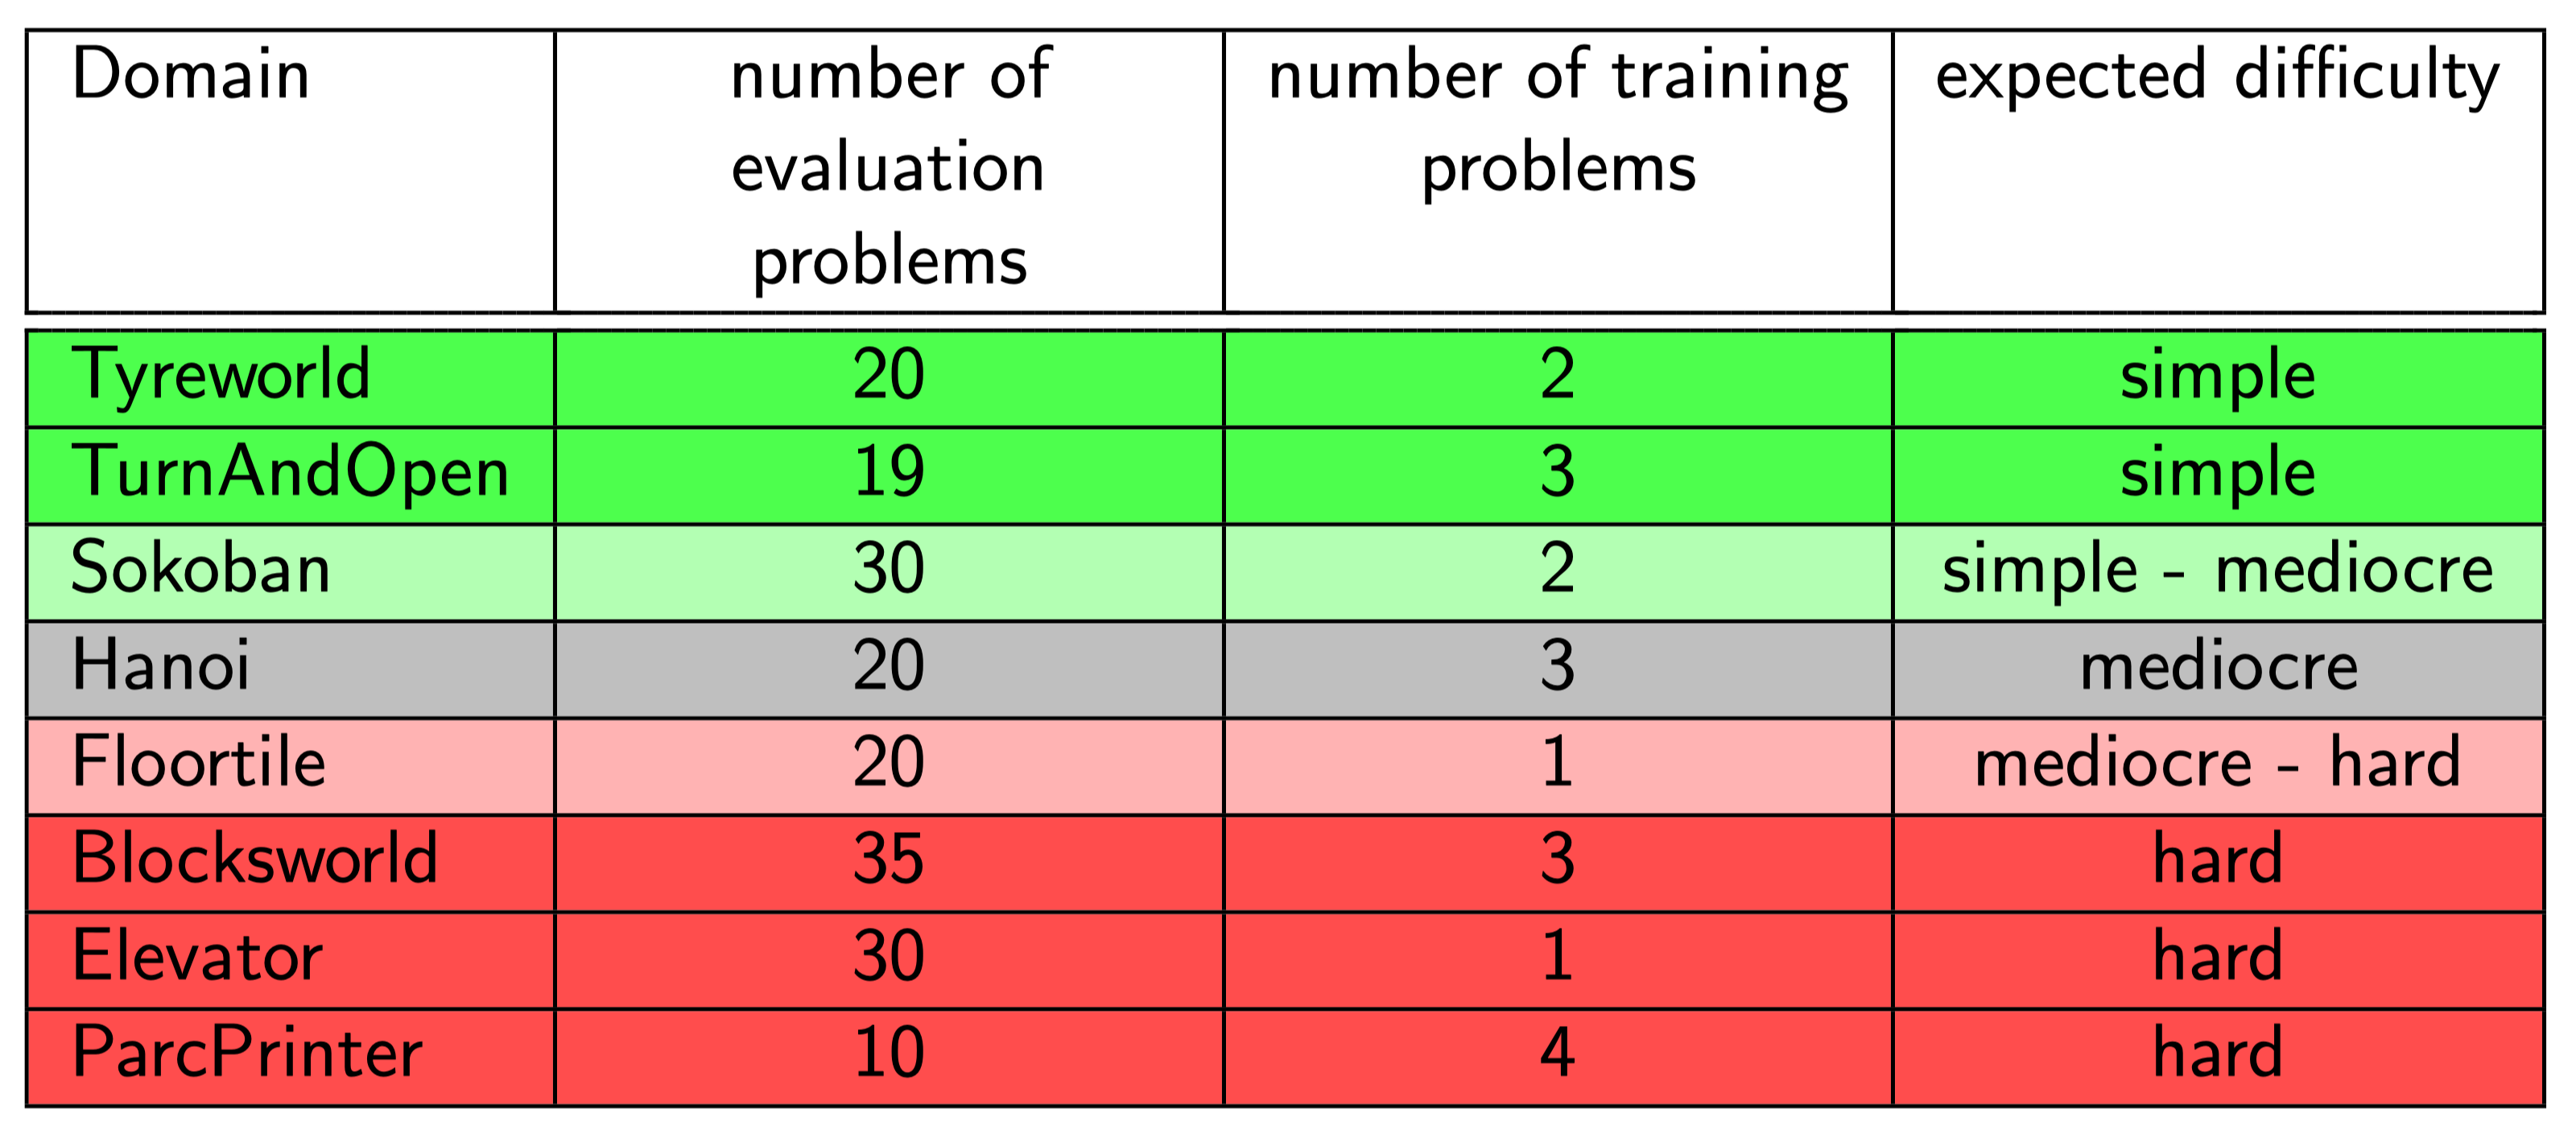 Domain number of number of training expected difficulty
evaluation problems
problems
Tyreworld 20 2 simple
TurnAndOpen 19 3 simple
Sokoban 30 2 simple - mediocre
Hanoi 20 3 mediocre
Floortile 20 1 mediocre - hard
Blocksworld 35 3 hard
Elevator 30 1 hard
ParcPrinter 10 4 hard